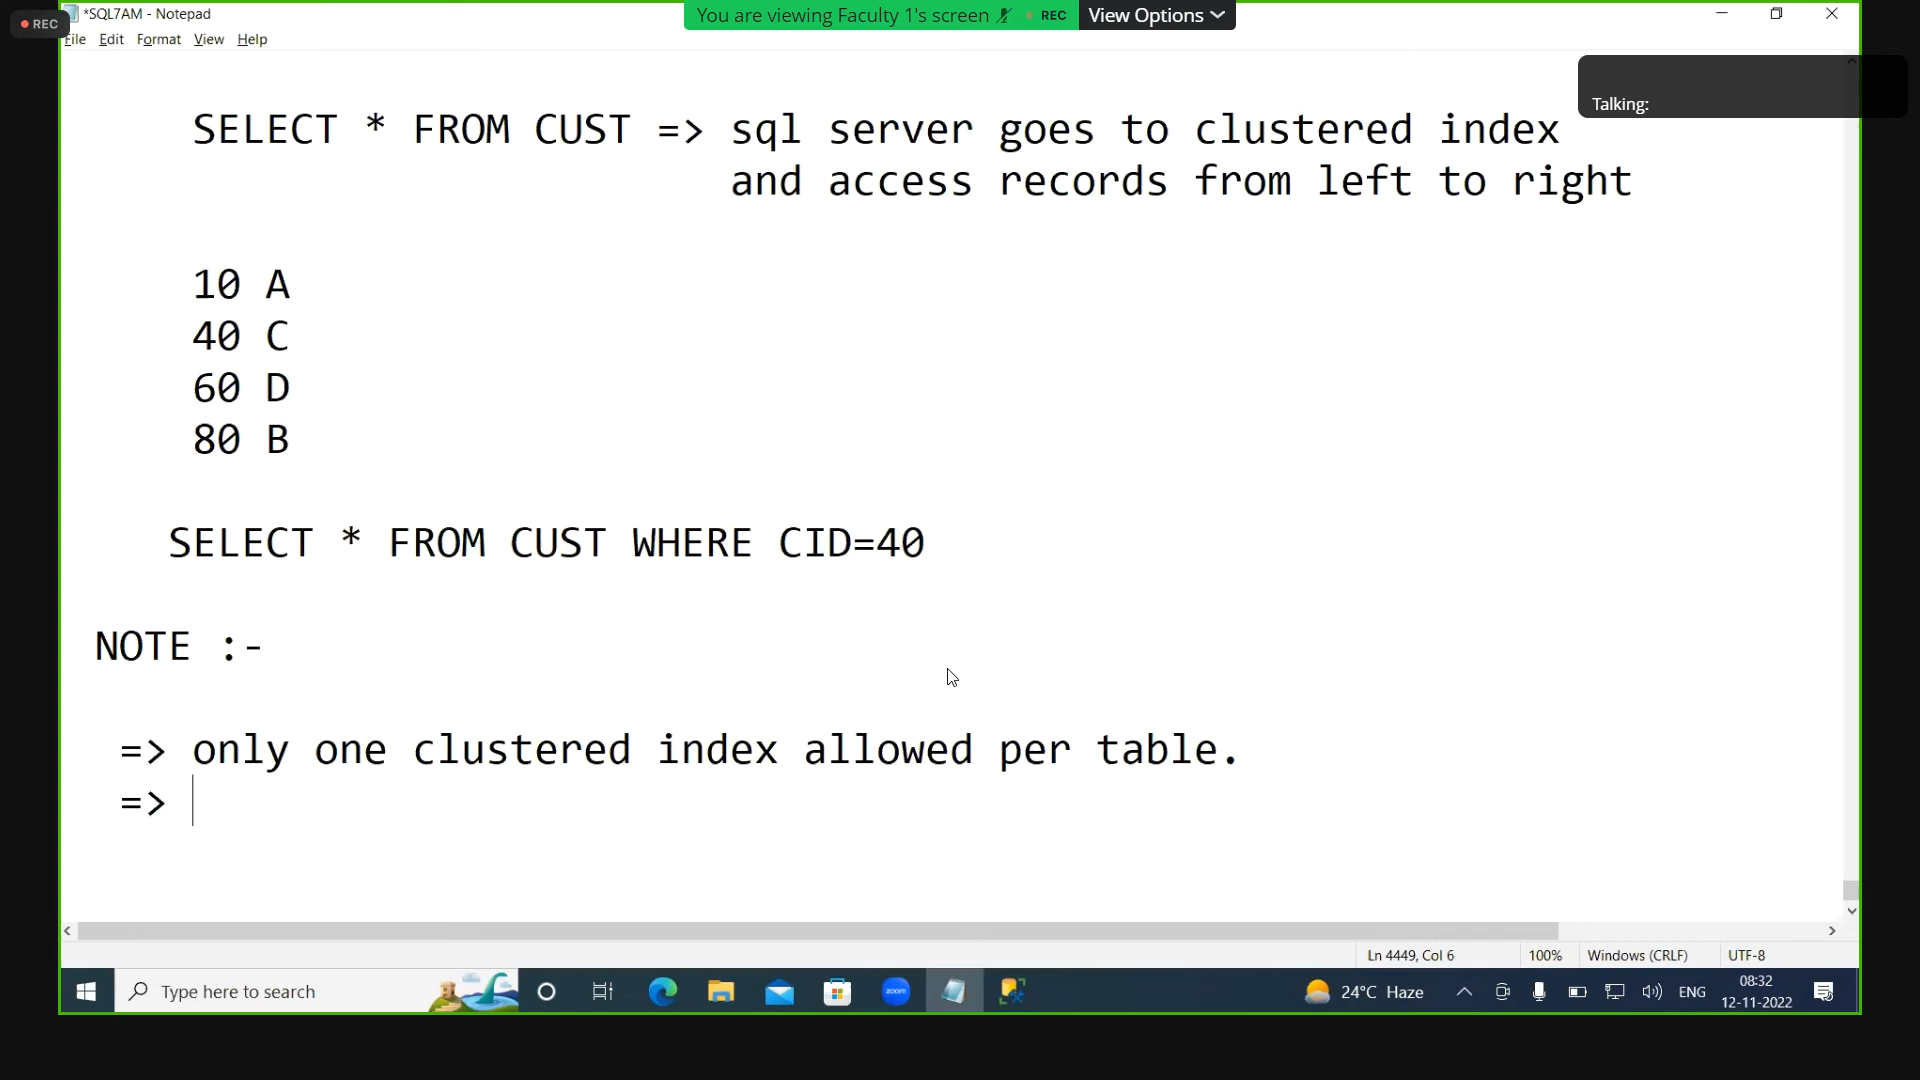 REC
*SQL7AM - Notepad
You are viewing Faculty 1's screen
REC
View Options
File Edit Format View Help
Talking:
SELECT * FROM CUST => sql server goes to clustered index
and access records from left to right
10 A
40 C
60 D
80 B
SELECT * FROM CUST WHERE CID=40
NOTE :-
=> only one clustered index allowed per table.
=>
Ln 4449, Col 6
100%
Windows (CRLF)
UTF-8
Type here to search
zoom
24°C Haze
ENG
08:32
12-11-2022